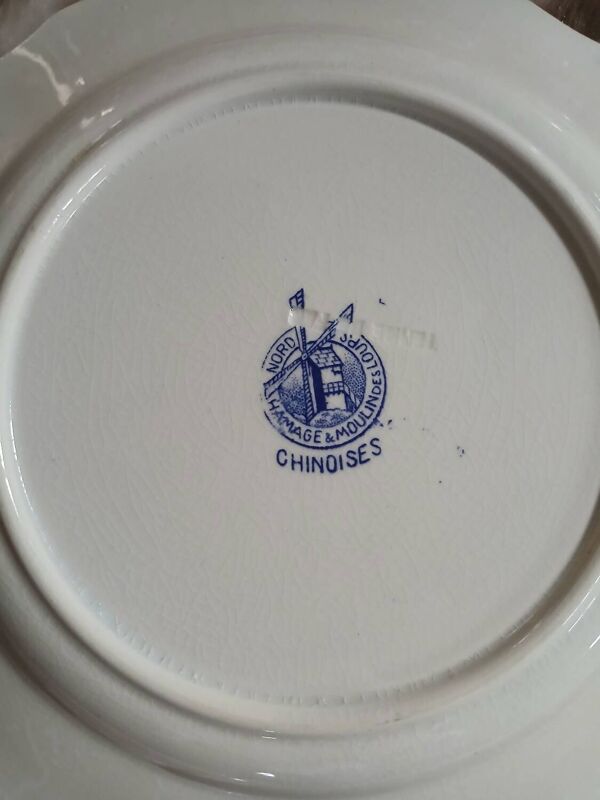 NORD
HAMAGE & MOULIN DES LOUPS
CHINOISES